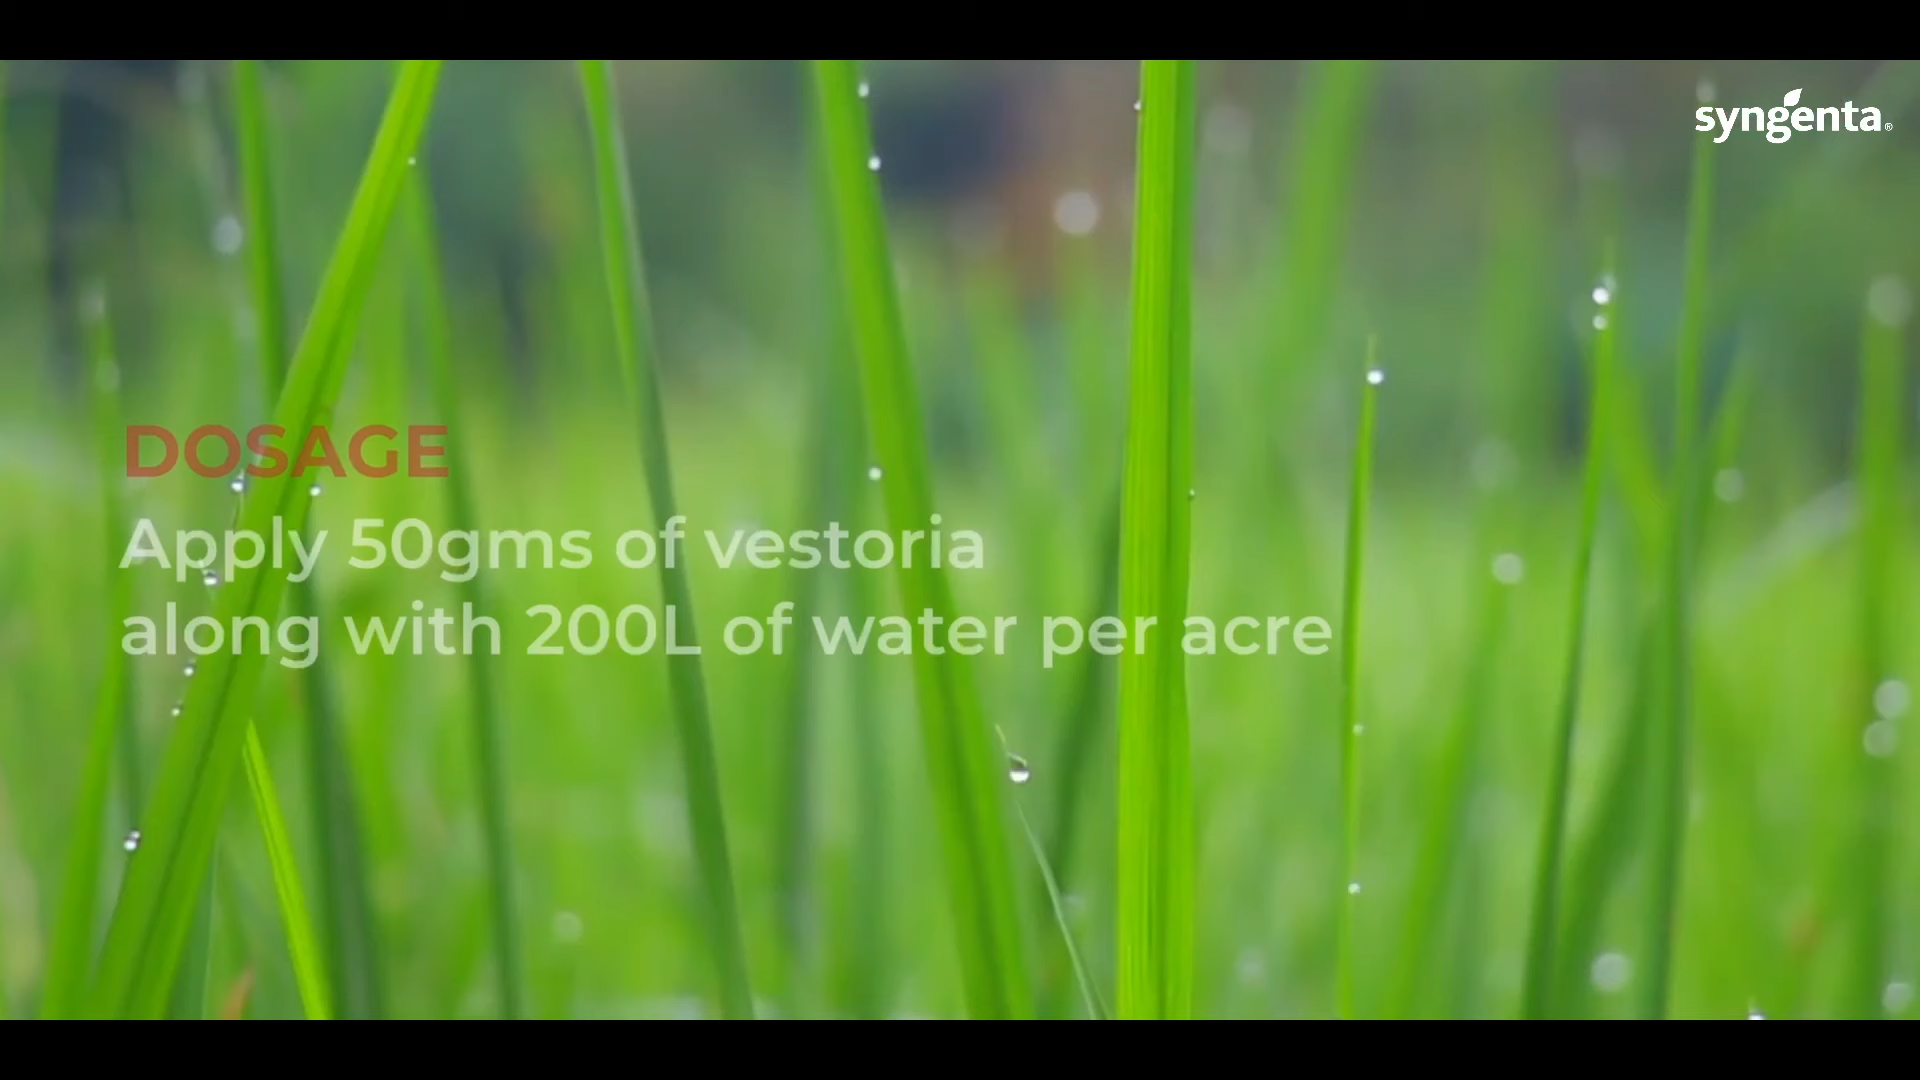 syngenta®
DOSAGE
Apply 50gms of vestoria
along with 200L of water per acre